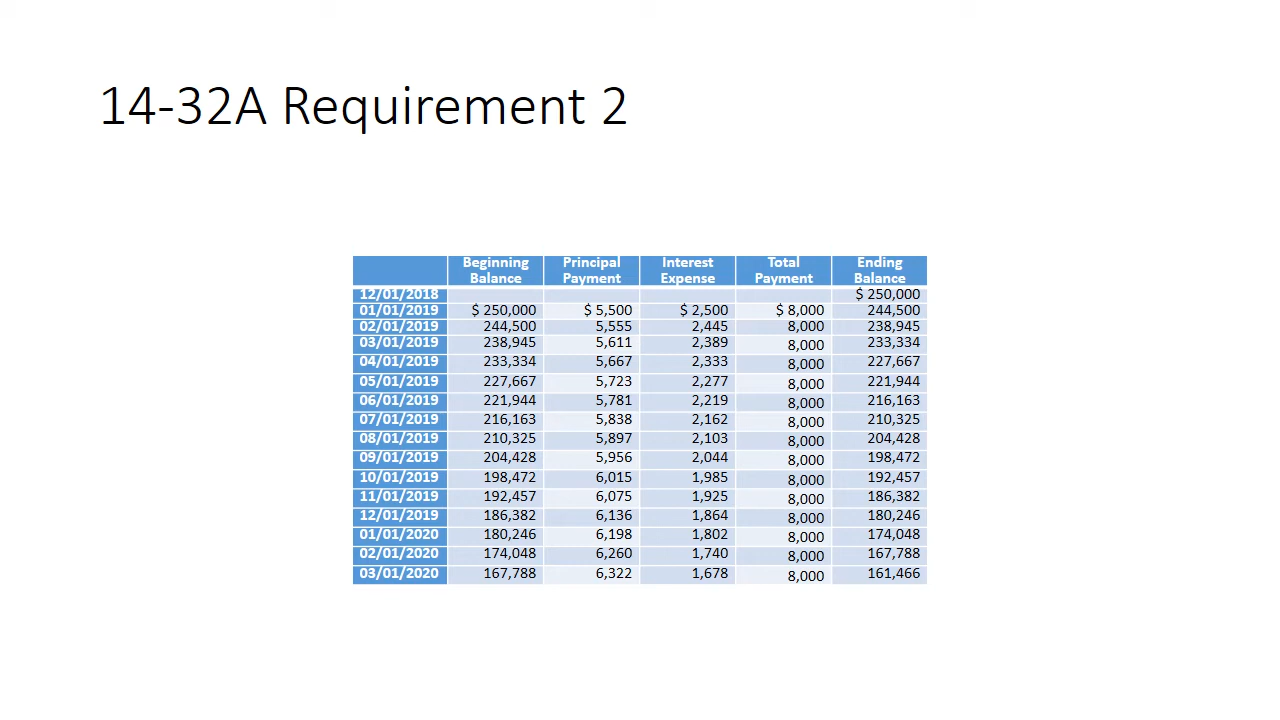 14-32A Requirement 2
Beginning Balance Principal Payment Interest Expense Total Payment Ending Balance
12/01/2018 $ 250,000
01/01/2019 $ 250,000 $ 5,500 $ 2,500 $ 8,000 244,500
02/01/2019 244,500 5,555 2,445 8,000 238,945
03/01/2019 238,945 5,611 2,389 8,000 233,334
04/01/2019 233,334 5,667 2,333 8,000 227,667
05/01/2019 227,667 5,723 2,277 8,000 221,944
06/01/2019 221,944 5,781 2,219 8,000 216,163
07/01/2019 216,163 5,838 2,162 8,000 210,325
08/01/2019 210,325 5,897 2,103 8,000 204,428
09/01/2019 204,428 5,956 2,044 8,000 198,472
10/01/2019 198,472 6,015 1,985 8,000 192,457
11/01/2019 192,457 6,075 1,925 8,000 186,382
12/01/2019 186,382 6,136 1,864 8,000 180,246
01/01/2020 180,246 6,198 1,802 8,000 174,048
02/01/2020 174,048 6,260 1,740 8,000 167,788
03/01/2020 167,788 6,322 1,678 8,000 161,466